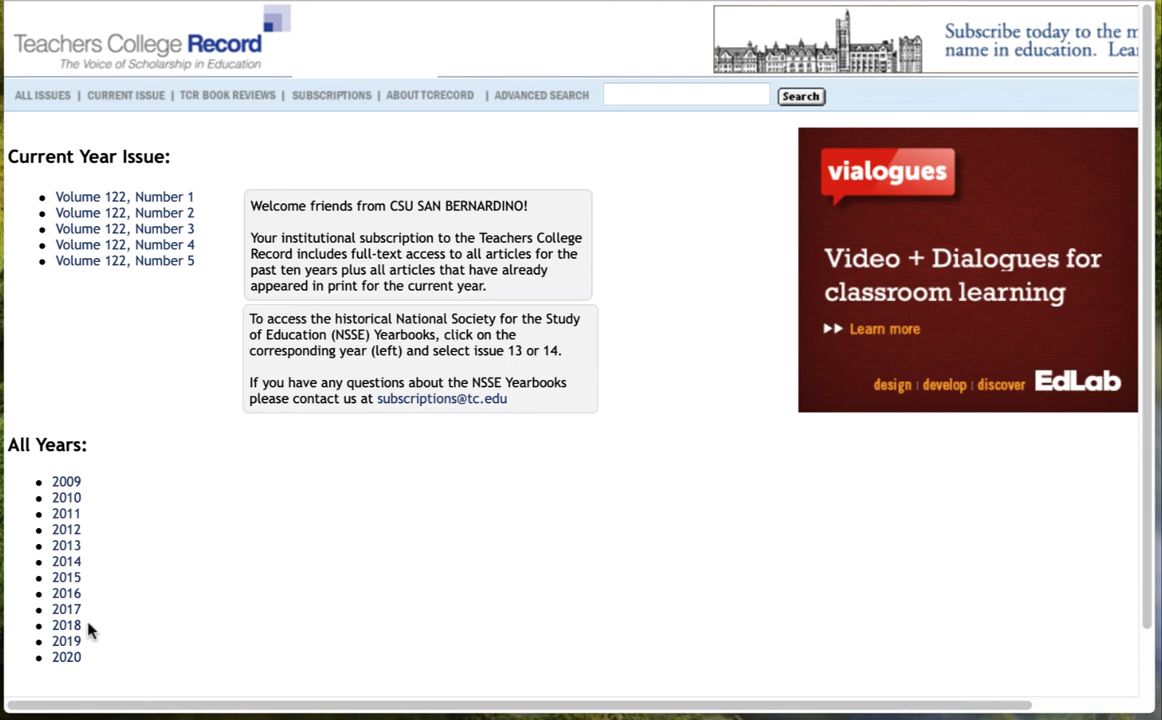 Teachers College Record
The Voice of Scholarship in Education
Subscribe today to the m
name in education. Lea
ALL ISSUES | CURRENT ISSUE | TCR BOOK REVIEWS | SUBSCRIPTIONS | ABOUT TCRECORD | ADVANCED SEARCH
Search
Current Year Issue:
Volume 122, Number 1
Volume 122, Number 2
Volume 122, Number 3
Volume 122, Number 4
Volume 122, Number 5
Welcome friends from CSU SAN BERNARDINO!
Your institutional subscription to the Teachers College
Record includes full-text access to all articles for the
past ten years plus all articles that have already
appeared in print for the current year.
To access the historical National Society for the Study
of Education (NSSE) Yearbooks, click on the
corresponding year (left) and select issue 13 or 14.
If you have any questions about the NSSE Yearbooks
please contact us at subscriptions@tc.edu
vialogues
Video + Dialogues for
classroom learning
Learn more
design | develop | discover EdLab
All Years:
2009
2010
2011
2012
2013
2014
2015
2016
2017
2018
2019
2020